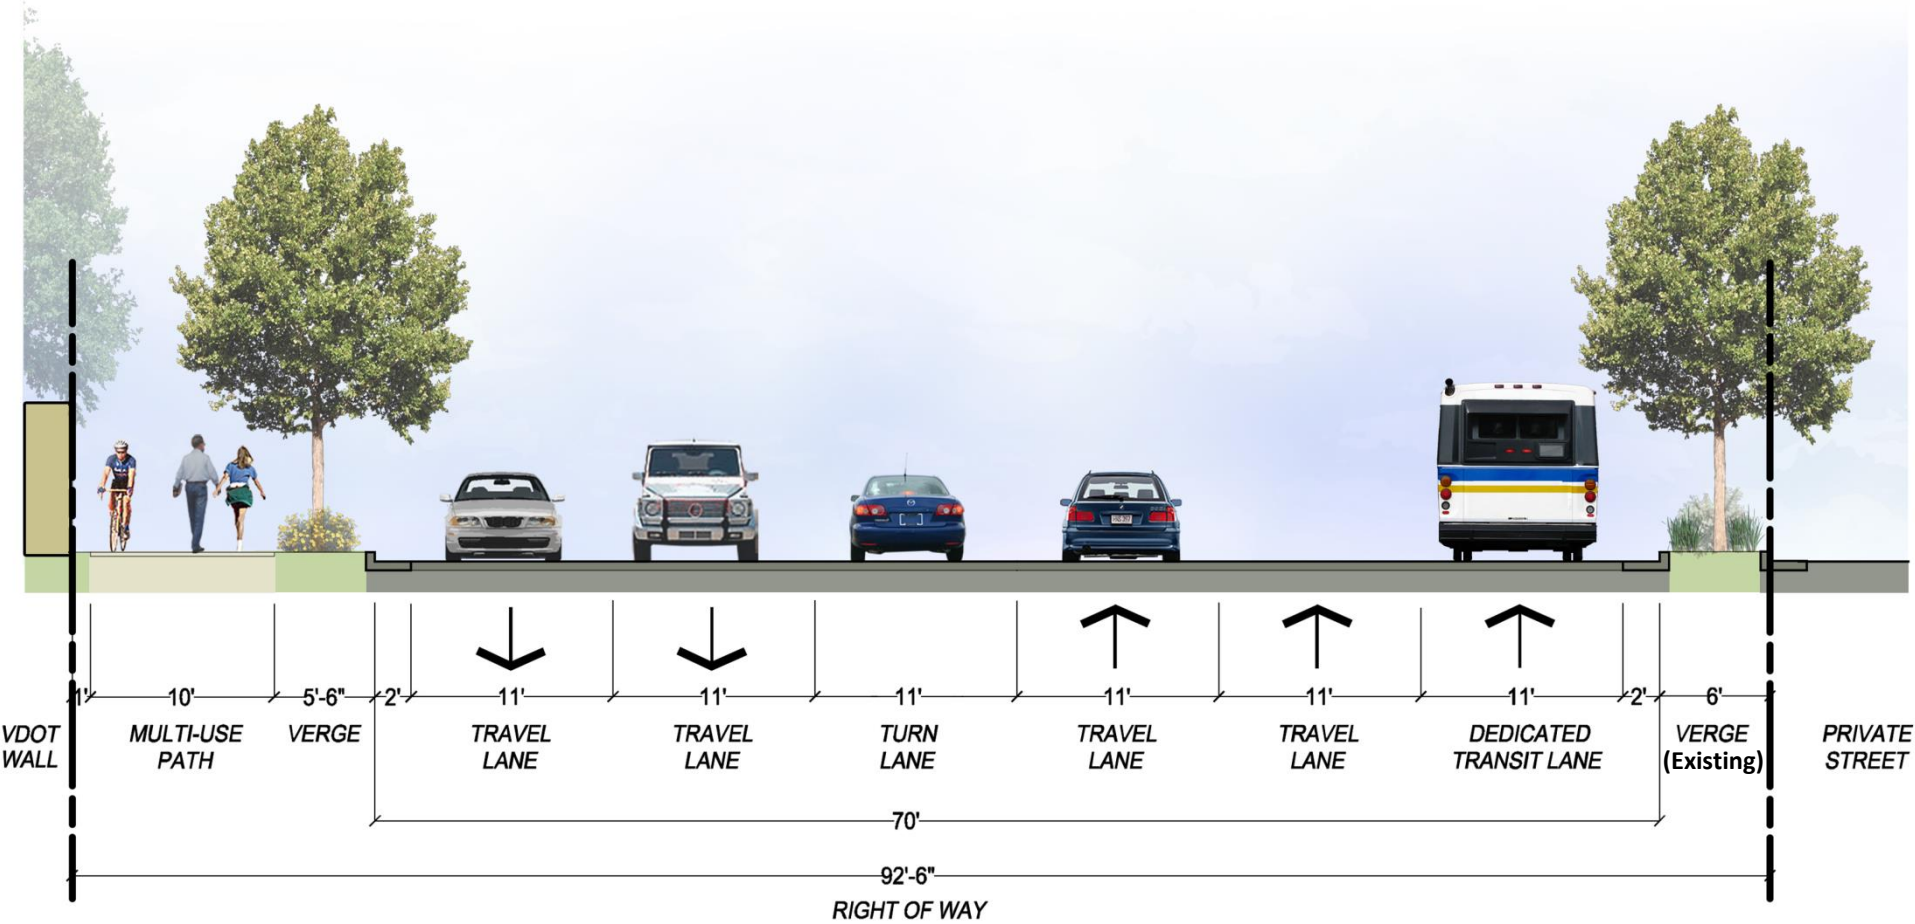 1' 10' 5'-6" 2' 11' 11' 11' 11' 11' 11' 2' 6'
VDOT
WALL
MULTI-USE
PATH
VERGE
TRAVEL
LANE
TRAVEL
LANE
TURN
LANE
TRAVEL
LANE
TRAVEL
LANE
DEDICATED
TRANSIT LANE
VERGE
(Existing)
PRIVATE
STREET
70'
92'-6"
RIGHT OF WAY